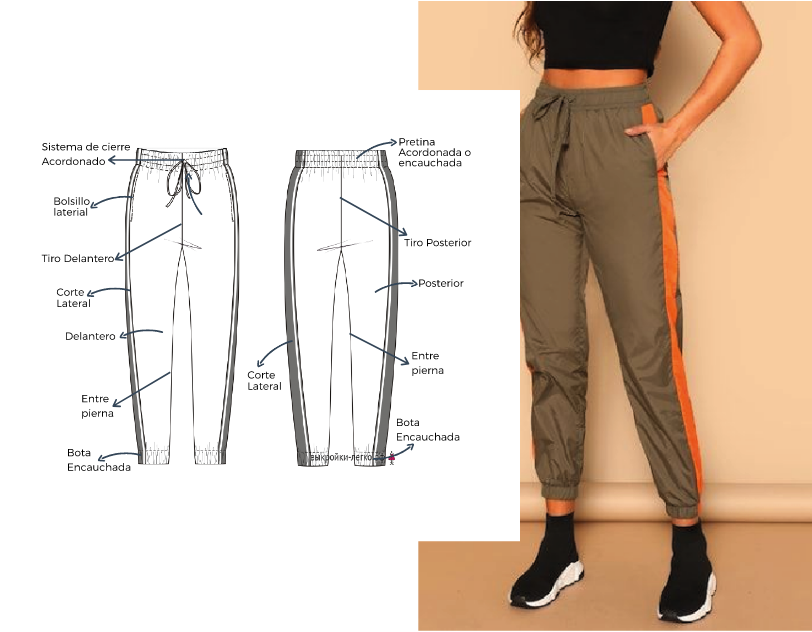 Sistema de cierre
Acordonado
Bolsillo
laterial
Tiro Delantero
Corte
Lateral
Delantero
Entre
pierna
Bota
Encauchada
Pretina
Acordonada o
encauchada
Tiro Posterior
Posterior
Corte
Lateral
Entre
pierna
Bota
Encauchada
выкройки-легко